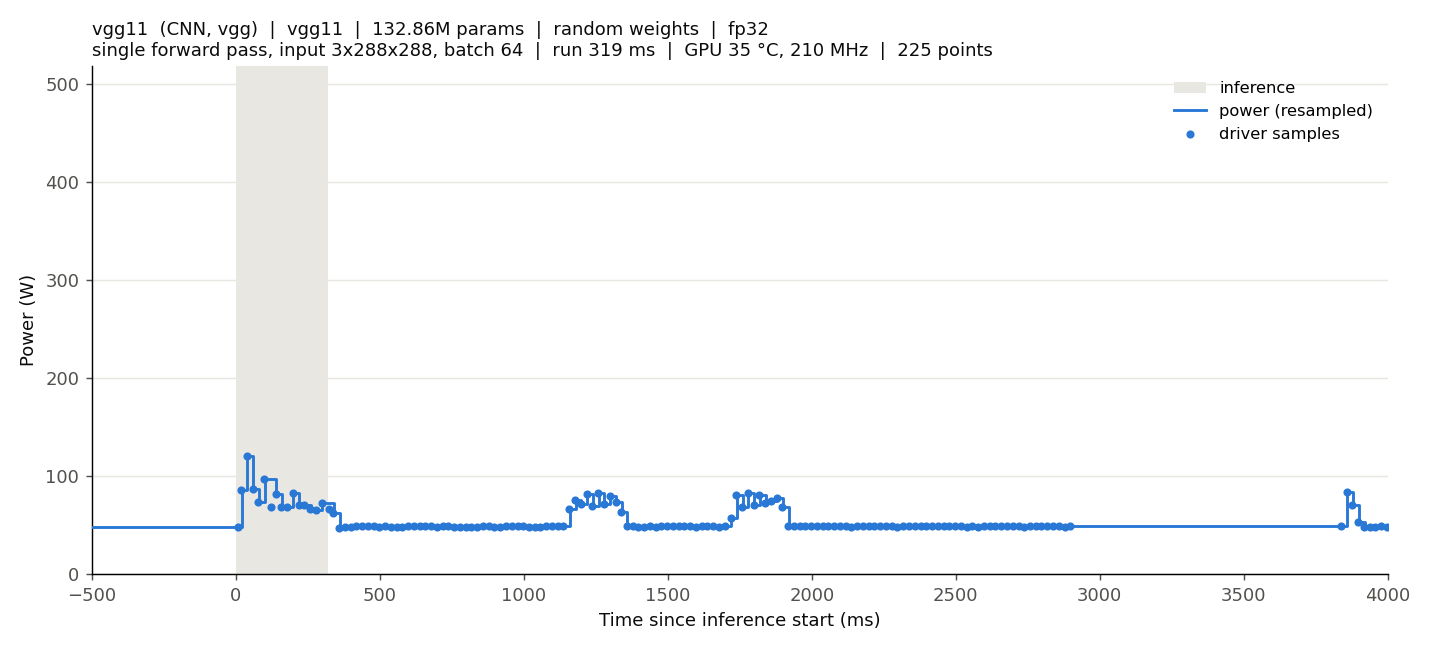 vgg11  (CNN, vgg)  |  vgg11  |  132.86M params  |  random weights  |  fp32
single forward pass, input 3x288x288, batch 64  |  run 319 ms  |  GPU 35 °C, 210 MHz  |  225 points
inference
power (resampled)
driver samples
Power (W)
500
400
300
200
100
0
−500
0
500
1000
1500
2000
2500
3000
3500
4000
Time since inference start (ms)